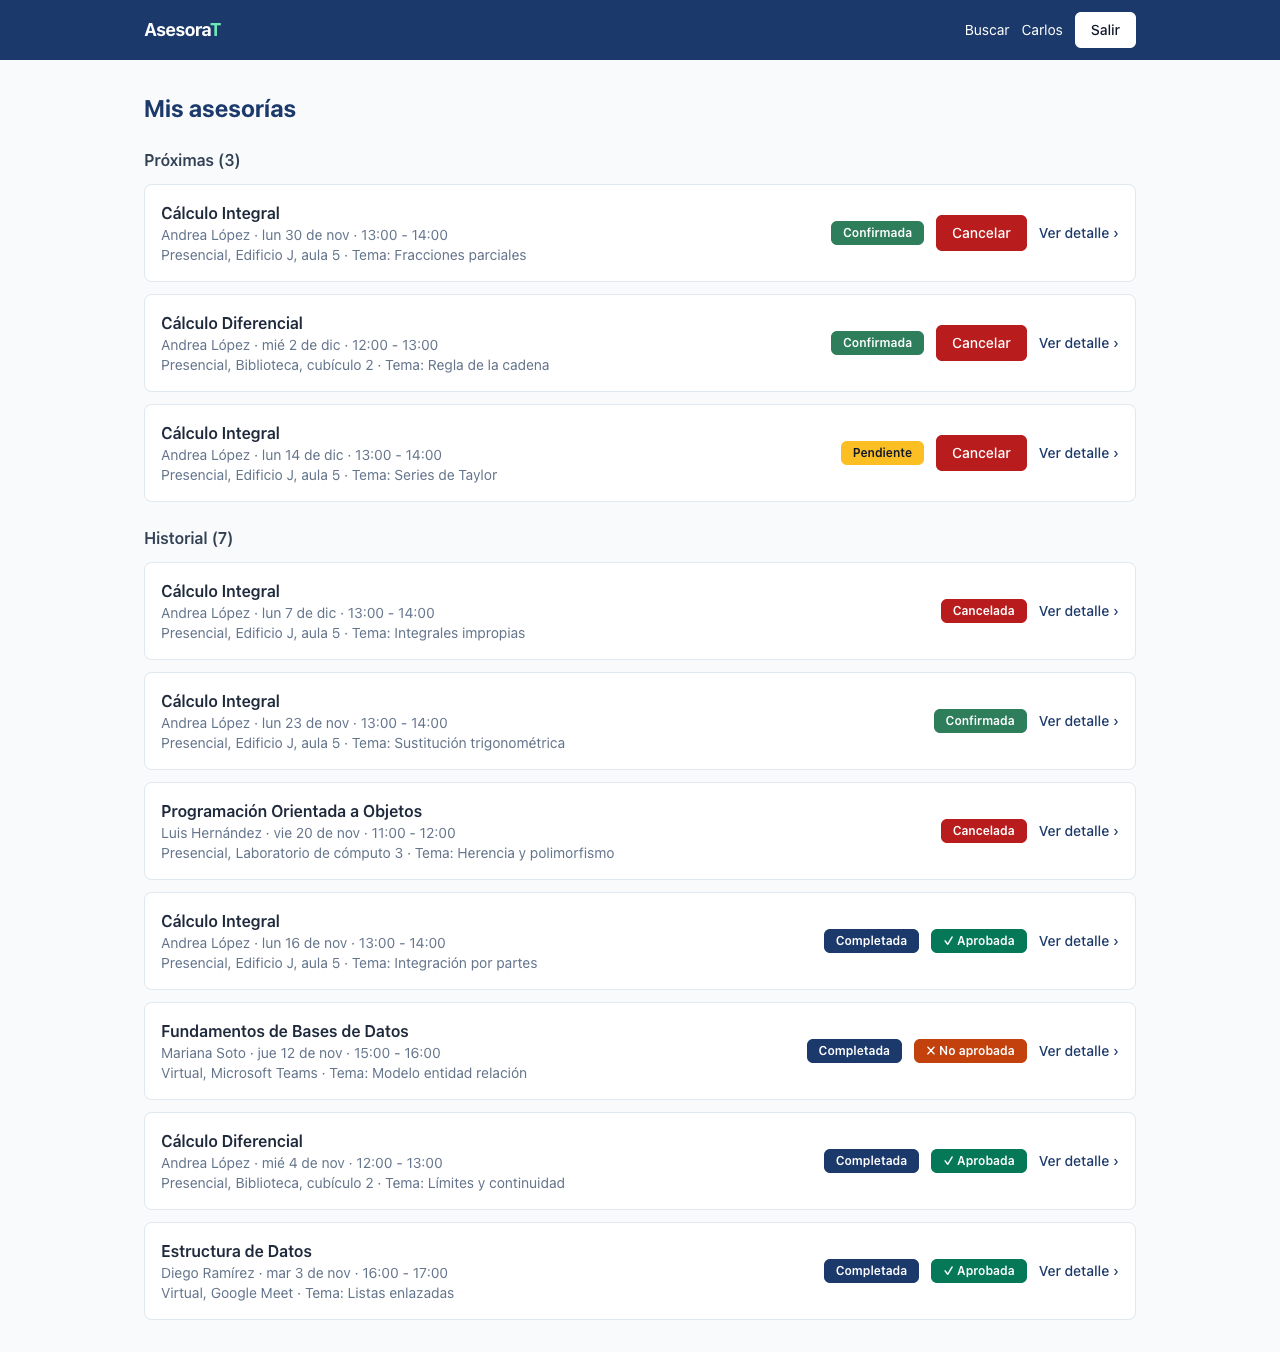 AsesoraT
Buscar Carlos Salir
Mis asesorías
Próximas (3)
Cálculo Integral
Andrea López · lun 30 de nov · 13:00 - 14:00
Presencial, Edificio J, aula 5 · Tema: Fracciones parciales
Confirmada Cancelar Ver detalle ›
Cálculo Diferencial
Andrea López · mié 2 de dic · 12:00 - 13:00
Presencial, Biblioteca, cubículo 2 · Tema: Regla de la cadena
Confirmada Cancelar Ver detalle ›
Cálculo Integral
Andrea López · lun 14 de dic · 13:00 - 14:00
Presencial, Edificio J, aula 5 · Tema: Series de Taylor
Pendiente Cancelar Ver detalle ›
Historial (7)
Cálculo Integral
Andrea López · lun 7 de dic · 13:00 - 14:00
Presencial, Edificio J, aula 5 · Tema: Integrales impropias
Cancelada Ver detalle ›
Cálculo Integral
Andrea López · lun 23 de nov · 13:00 - 14:00
Presencial, Edificio J, aula 5 · Tema: Sustitución trigonométrica
Confirmada Ver detalle ›
Programación Orientada a Objetos
Luis Hernández · vie 20 de nov · 11:00 - 12:00
Presencial, Laboratorio de cómputo 3 · Tema: Herencia y polimorfismo
Cancelada Ver detalle ›
Cálculo Integral
Andrea López · lun 16 de nov · 13:00 - 14:00
Presencial, Edificio J, aula 5 · Tema: Integración por partes
Completada ✓ Aprobada Ver detalle ›
Fundamentos de Bases de Datos
Mariana Soto · jue 12 de nov · 15:00 - 16:00
Virtual, Microsoft Teams · Tema: Modelo entidad relación
Completada ✕ No aprobada Ver detalle ›
Cálculo Diferencial
Andrea López · mié 4 de nov · 12:00 - 13:00
Presencial, Biblioteca, cubículo 2 · Tema: Límites y continuidad
Completada ✓ Aprobada Ver detalle ›
Estructura de Datos
Diego Ramírez · mar 3 de nov · 16:00 - 17:00
Virtual, Google Meet · Tema: Listas enlazadas
Completada ✓ Aprobada Ver detalle ›